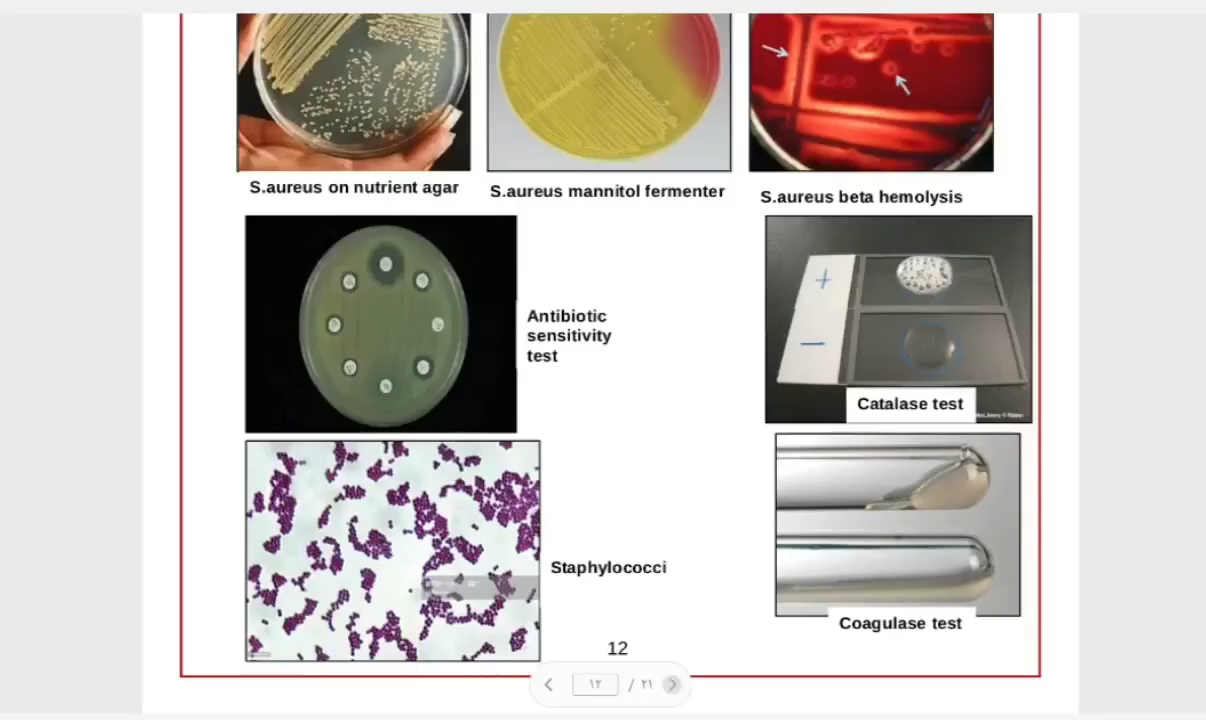 S.aureus on nutrient agar
S.aureus mannitol fermenter
S.aureus beta hemolysis
Antibiotic
sensitivity
test
+
−
Catalase test
Staphylococci
Coagulase test
12
١٢ / ٢١